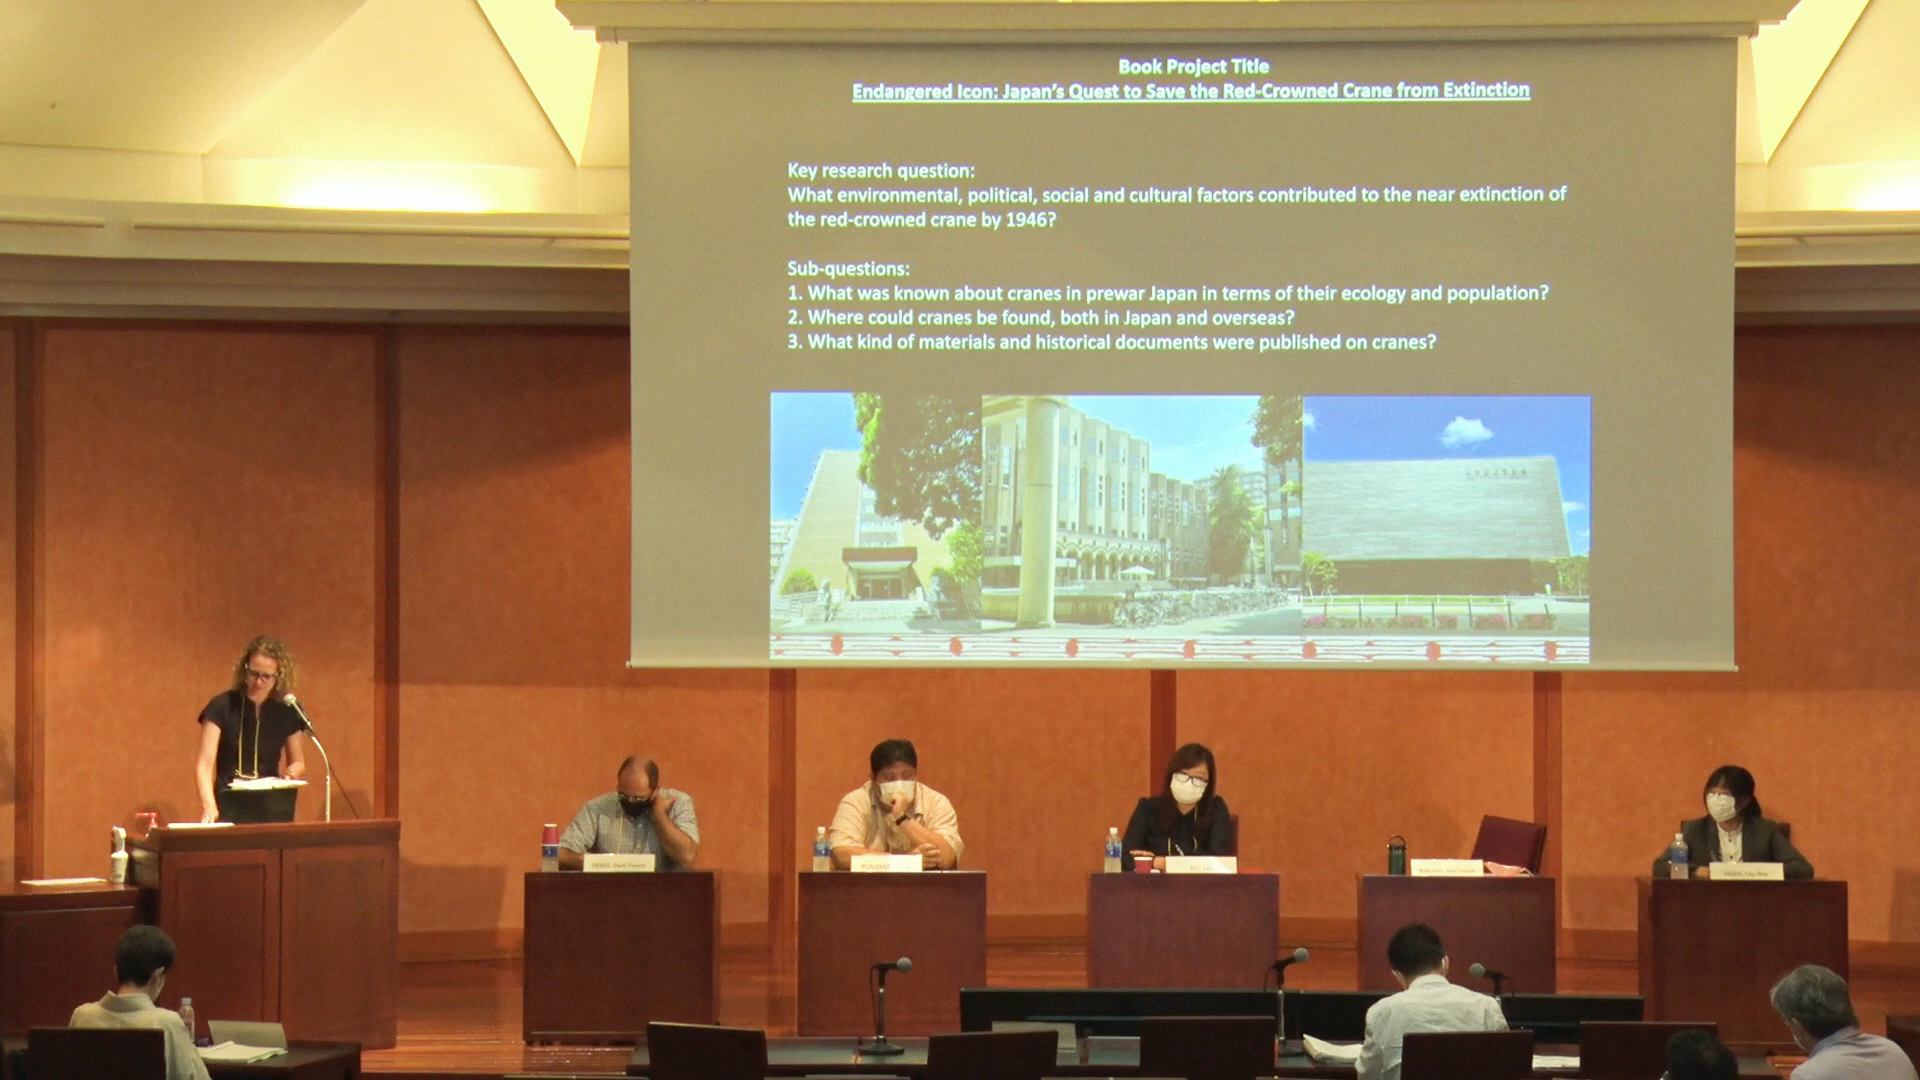 Book Project Title
Endangered Icon: Japan's Quest to Save the Red-Crowned Crane from Extinction
Key research question:
What environmental, political, social and cultural factors contributed to the near extinction of
the red-crowned crane by 1946?
Sub-questions:
1. What was known about cranes in prewar Japan in terms of their ecology and population?
2. Where could cranes be found, both in Japan and overseas?
3. What kind of materials and historical documents were published on cranes?